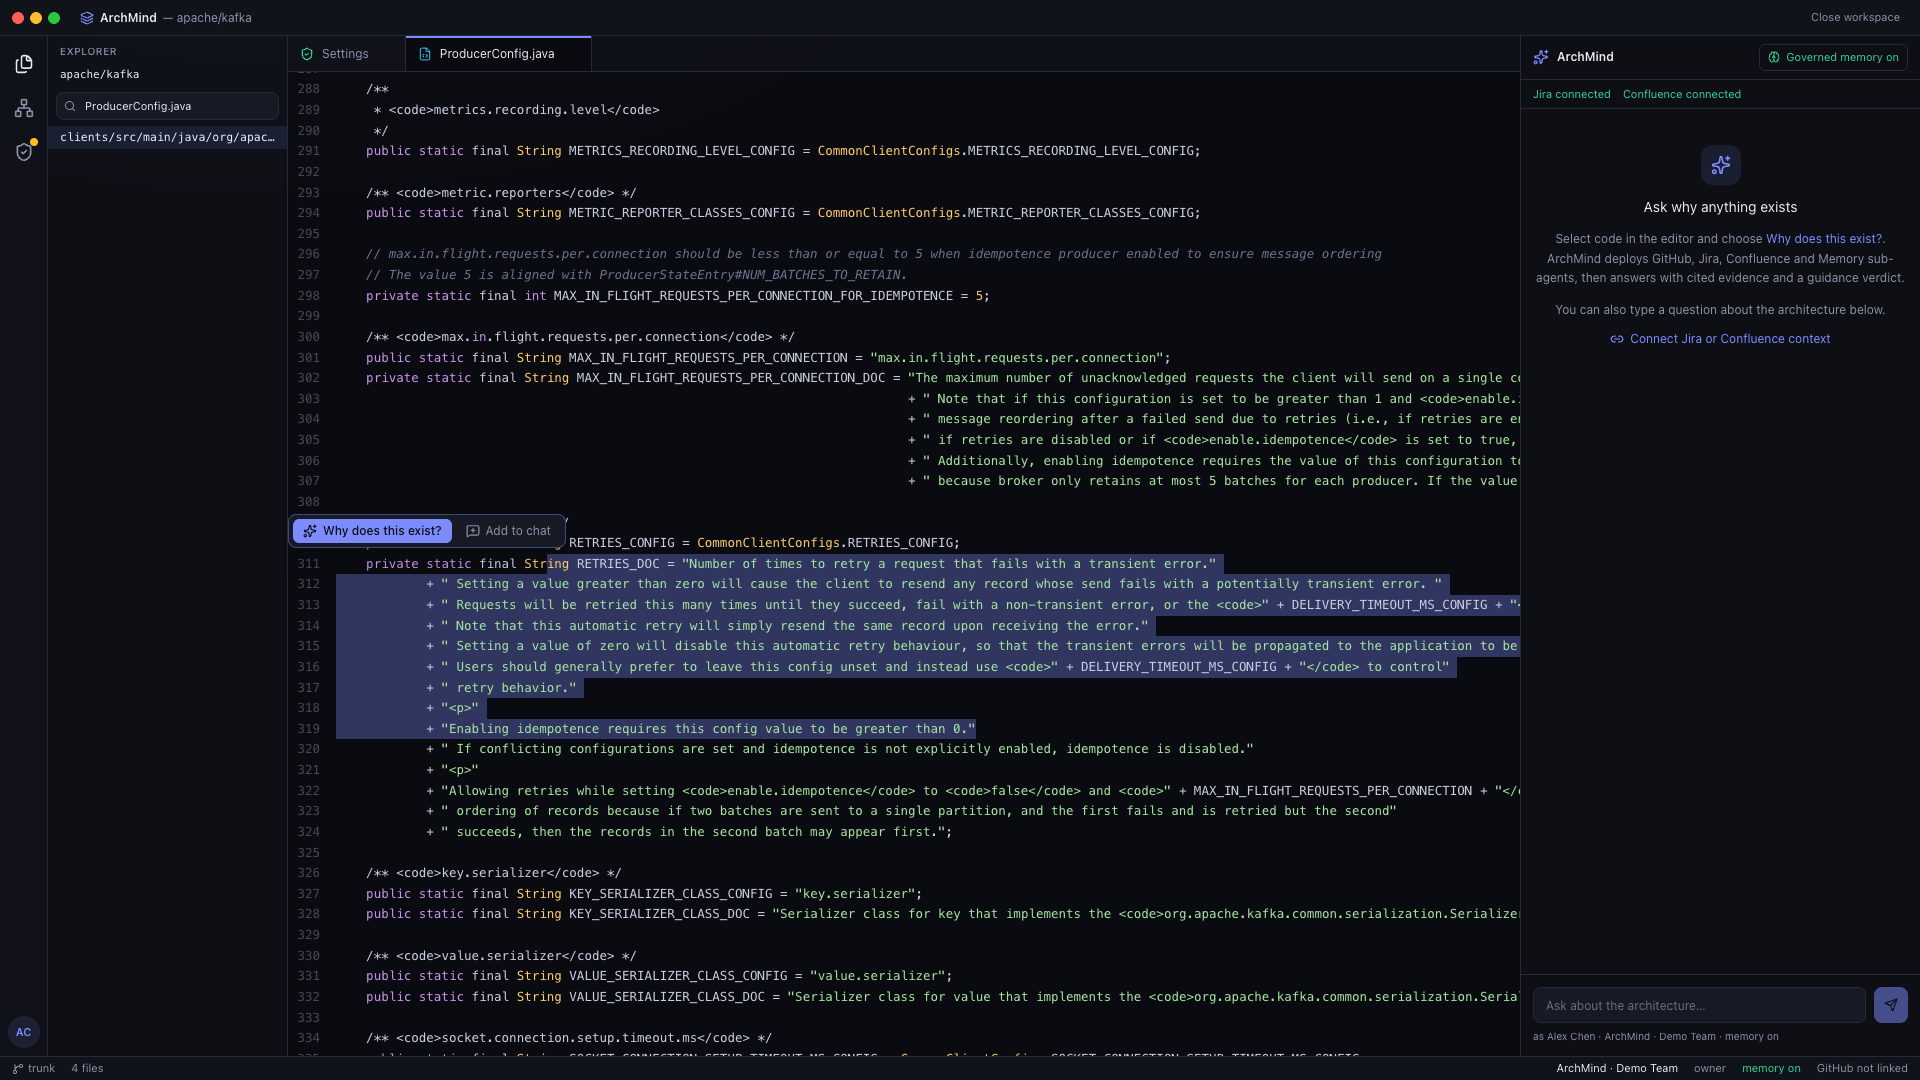 ArchMind — apache/kafka
Close workspace
EXPLORER
apache/kafka
ProducerConfig.java
clients/src/main/java/org/apac…
Settings
ProducerConfig.java
288 /**
289 * <code>metrics.recording.level</code>
290 */
291 public static final String METRICS_RECORDING_LEVEL_CONFIG = CommonClientConfigs.METRICS_RECORDING_LEVEL_CONFIG;
292
293 /** <code>metric.reporters</code> */
294 public static final String METRIC_REPORTER_CLASSES_CONFIG = CommonClientConfigs.METRIC_REPORTER_CLASSES_CONFIG;
295
296 // max.in.flight.requests.per.connection should be less than or equal to 5 when idempotence producer enabled to ensure message ordering
297 // The value 5 is aligned with ProducerStateEntry#NUM_BATCHES_TO_RETAIN.
298 private static final int MAX_IN_FLIGHT_REQUESTS_PER_CONNECTION_FOR_IDEMPOTENCE = 5;
299
300 /** <code>max.in.flight.requests.per.connection</code> */
301 public static final String MAX_IN_FLIGHT_REQUESTS_PER_CONNECTION = "max.in.flight.requests.per.connection";
302 private static final String MAX_IN_FLIGHT_REQUESTS_PER_CONNECTION_DOC = "The maximum number of unacknowledged requests the client will send on a single
303 + " Note that if this configuration is set to be greater than 1 and <code>enable.
304 + " message reordering after a failed send due to retries (i.e., if retries are
305 + " if retries are disabled or if <code>enable.idempotence</code> is set to true,
306 + " Additionally, enabling idempotence requires the value of this configuration
307 + " because broker only retains at most 5 batches for each producer. If the value
308
Why does this exist? Add to chat
RETRIES_CONFIG = CommonClientConfigs.RETRIES_CONFIG;
311 private static final String RETRIES_DOC = "Number of times to retry a request that fails with a transient error."
312 + " Setting a value greater than zero will cause the client to resend any record whose send fails with a potentially transient error. "
313 + " Requests will be retried this many times until they succeed, fail with a non-transient error, or the <code>" + DELIVERY_TIMEOUT_MS_CONFIG + "
314 + " Note that this automatic retry will simply resend the same record upon receiving the error."
315 + " Setting a value of zero will disable this automatic retry behaviour, so that the transient errors will be propagated to the application to be
316 + " Users should generally prefer to leave this config unset and instead use <code>" + DELIVERY_TIMEOUT_MS_CONFIG + "</code> to control"
317 + " retry behavior."
318 + "<p>"
319 + "Enabling idempotence requires this config value to be greater than 0."
320 + " If conflicting configurations are set and idempotence is not explicitly enabled, idempotence is disabled."
321 + "<p>"
322 + "Allowing retries while setting <code>enable.idempotence</code> to <code>false</code> and <code>" + MAX_IN_FLIGHT_REQUESTS_PER_CONNECTION + "</
323 + " ordering of records because if two batches are sent to a single partition, and the first fails and is retried but the second"
324 + " succeeds, then the records in the second batch may appear first.";
325
326 /** <code>key.serializer</code> */
327 public static final String KEY_SERIALIZER_CLASS_CONFIG = "key.serializer";
328 public static final String KEY_SERIALIZER_CLASS_DOC = "Serializer class for key that implements the <code>org.apache.kafka.common.serialization.Serializer
329
330 /** <code>value.serializer</code> */
331 public static final String VALUE_SERIALIZER_CLASS_CONFIG = "value.serializer";
332 public static final String VALUE_SERIALIZER_CLASS_DOC = "Serializer class for value that implements the <code>org.apache.kafka.common.serialization.Serial
333
334 /** <code>socket.connection.setup.timeout.ms</code> */
ArchMind
Governed memory on
Jira connected Confluence connected
Ask why anything exists
Select code in the editor and choose Why does this exist?.
ArchMind deploys GitHub, Jira, Confluence and Memory sub-
agents, then answers with cited evidence and a guidance verdict.
You can also type a question about the architecture below.
Connect Jira or Confluence context
Ask about the architecture...
as Alex Chen · ArchMind · Demo Team · memory on
AC
trunk 4 files
ArchMind · Demo Team owner memory on GitHub not linked